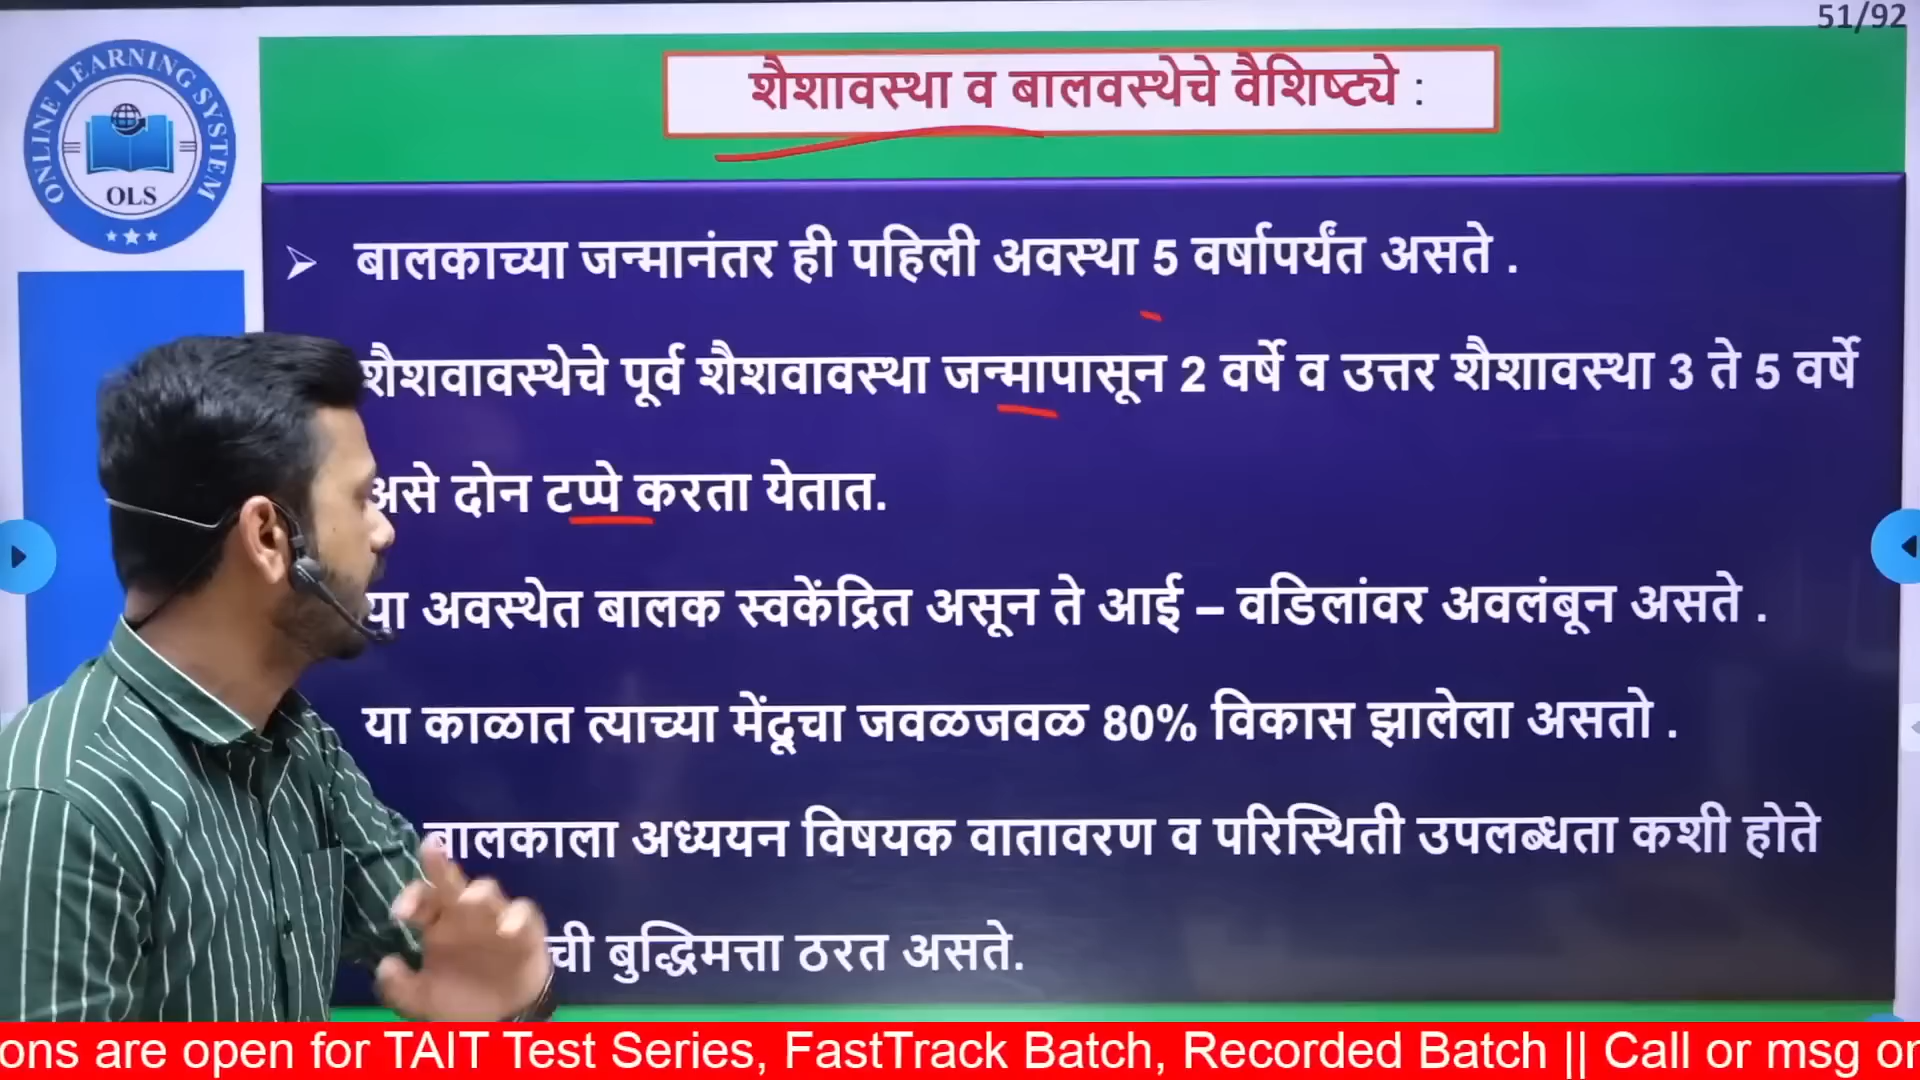 51/92
ONLINE LEARNING SYSTEM
OLS
शैशावस्था व बालवस्थेचे वैशिष्ट्ये :
बालकाच्या जन्मानंतर ही पहिली अवस्था 5 वर्षापर्यंत असते .
शैशवावस्थेचे पूर्व शैशवावस्था जन्मापासून 2 वर्षे व उत्तर शैशावस्था 3 ते 5 वर्षे
असे दोन टप्पे करता येतात.
या अवस्थेत बालक स्वकेंद्रित असून ते आई – वडिलांवर अवलंबून असते .
या काळात त्याच्या मेंदूचा जवळजवळ 80% विकास झालेला असतो .
बालकाला अध्ययन विषयक वातावरण व परिस्थिती उपलब्धता कशी होते
ची बुद्धिमत्ता ठरत असते.
ons are open for TAIT Test Series, FastTrack Batch, Recorded Batch || Call or msg on